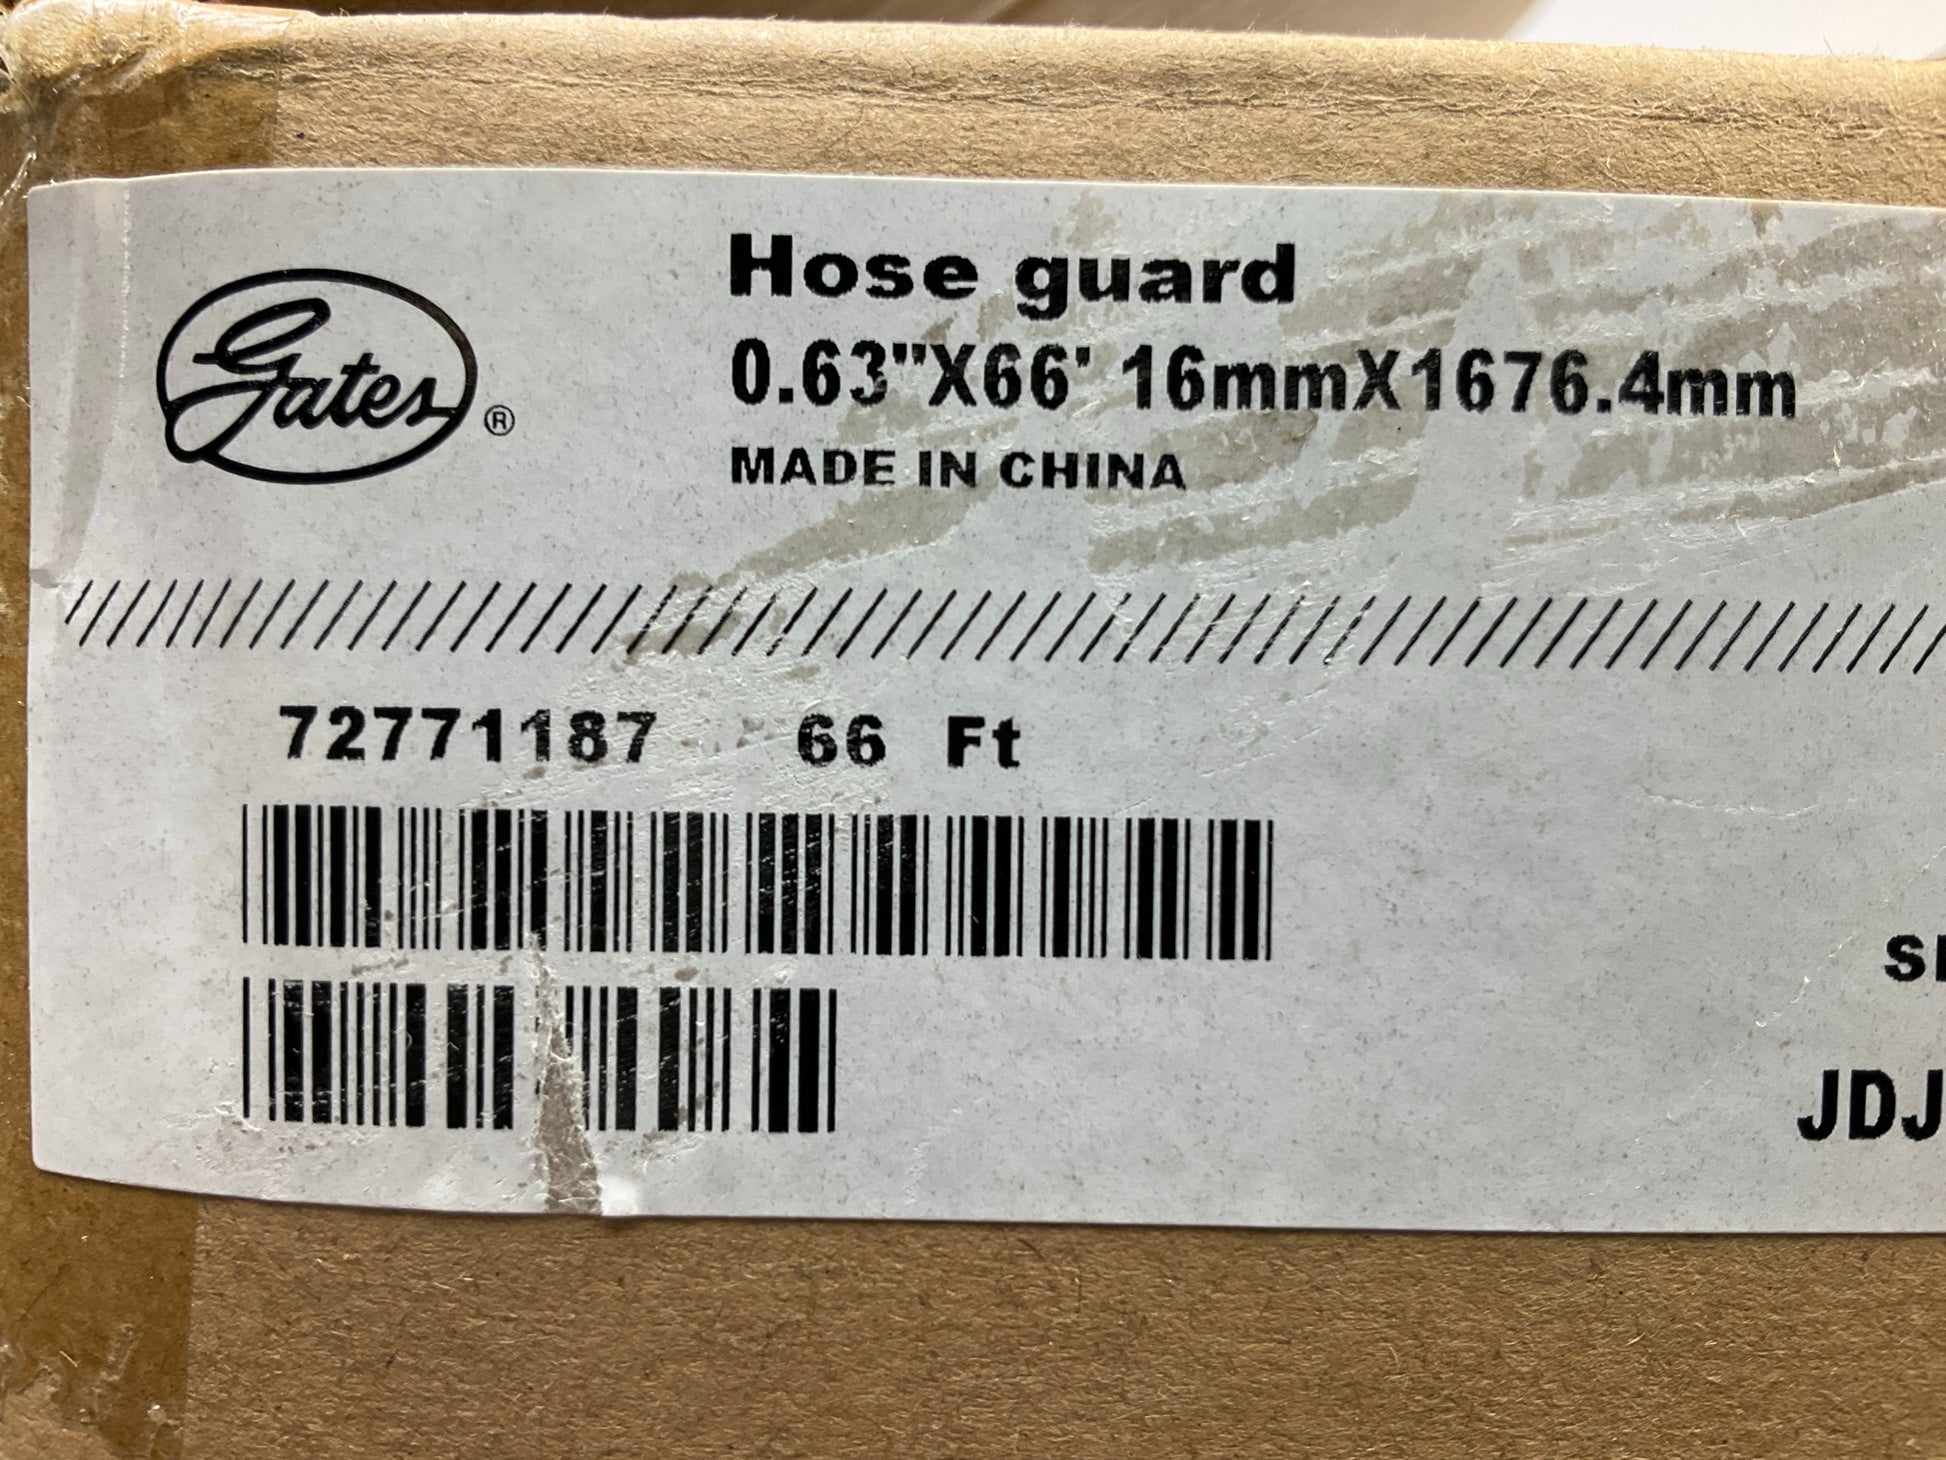 Gates®
Hose guard
0.63"X66' 16mmX1676.4mm
MADE IN CHINA
72771187 66 Ft
JDJ